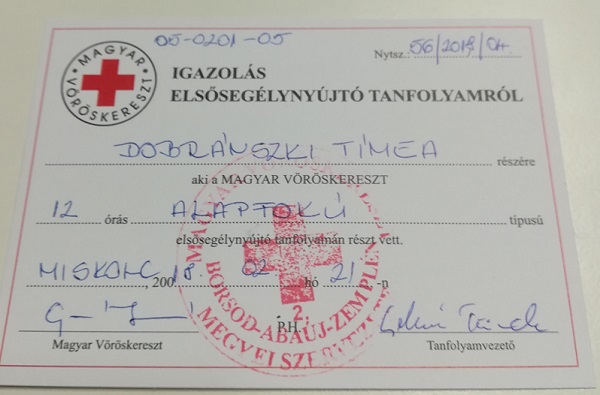 05-0201-05
Nytsz.: 56/2018/04.
MAGYAR VÖRÖSKERESZT
IGAZOLÁS
ELSŐSEGÉLYNYÚJTÓ TANFOLYAMRÓL
DOBRÁNSZKI TÍMEA részére
aki a MAGYAR VÖRÖSKERESZT
12 órás ALAPFOKÚ típusú
elsősegélynyújtó tanfolyamán részt vett.
MISKOLC, 200 18. 02 hó 21 -n
P.H.
Magyar Vöröskereszt
Tanfolyamvezető
BORSOD-ABAÚJ-ZEMPLÉN
MEGYEI SZERVEZETE
2.